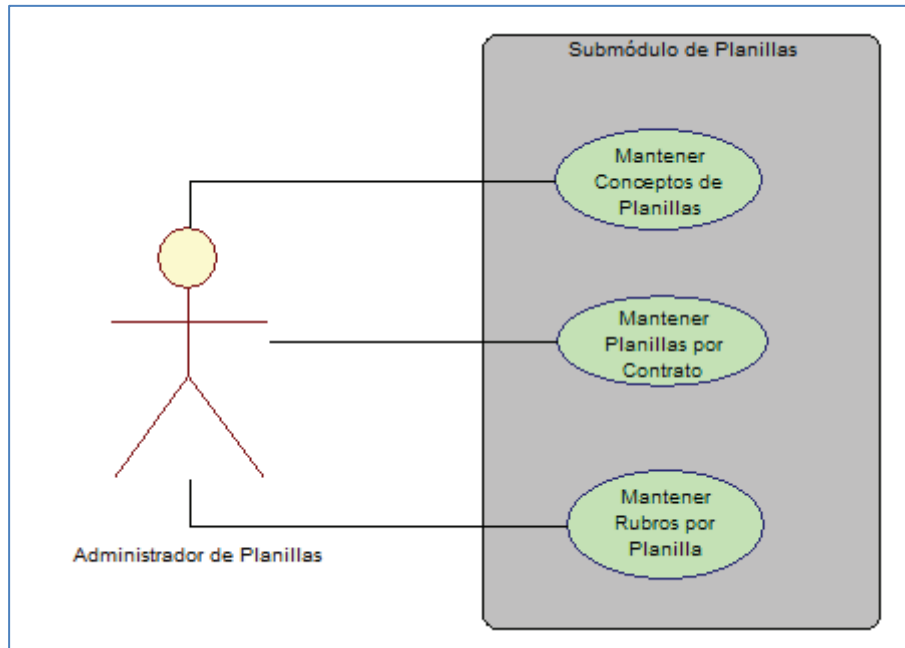 Submódulo de Planillas
Mantener
Conceptos de
Planillas
Mantener
Planillas por
Contrato
Mantener
Rubros por
Planilla
Administrador de Planillas